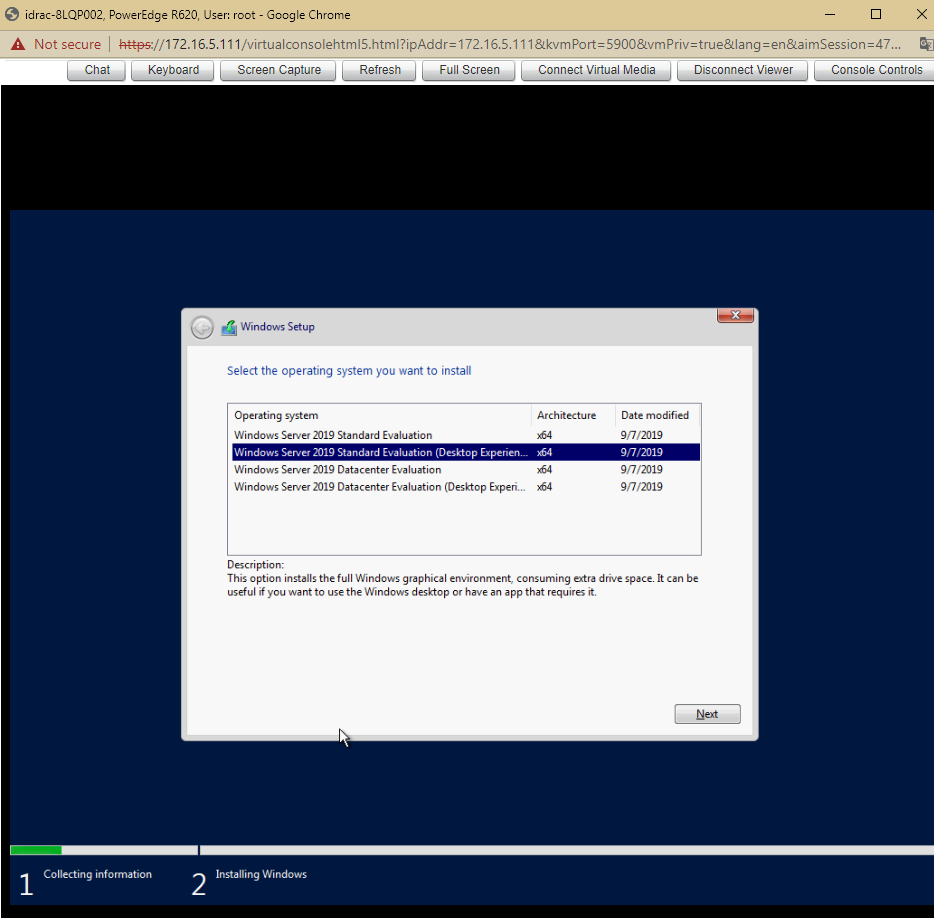 idrac-8LQP002, PowerEdge R620, User: root - Google Chrome
Not secure | https://172.16.5.111/virtualconsolehtml5.html?ipAddr=172.16.5.111&kvmPort=5900&vmPriv=true&lang=en&aimSession=47...
Chat Keyboard Screen Capture Refresh Full Screen Connect Virtual Media Disconnect Viewer Console Controls
Windows Setup
Select the operating system you want to install
Operating system Architecture Date modified
Windows Server 2019 Standard Evaluation x64 9/7/2019
Windows Server 2019 Standard Evaluation (Desktop Experien... x64 9/7/2019
Windows Server 2019 Datacenter Evaluation x64 9/7/2019
Windows Server 2019 Datacenter Evaluation (Desktop Experi... x64 9/7/2019
Description:
This option installs the full Windows graphical environment, consuming extra drive space. It can be
useful if you want to use the Windows desktop or have an app that requires it.
Next
1 Collecting information 2 Installing Windows